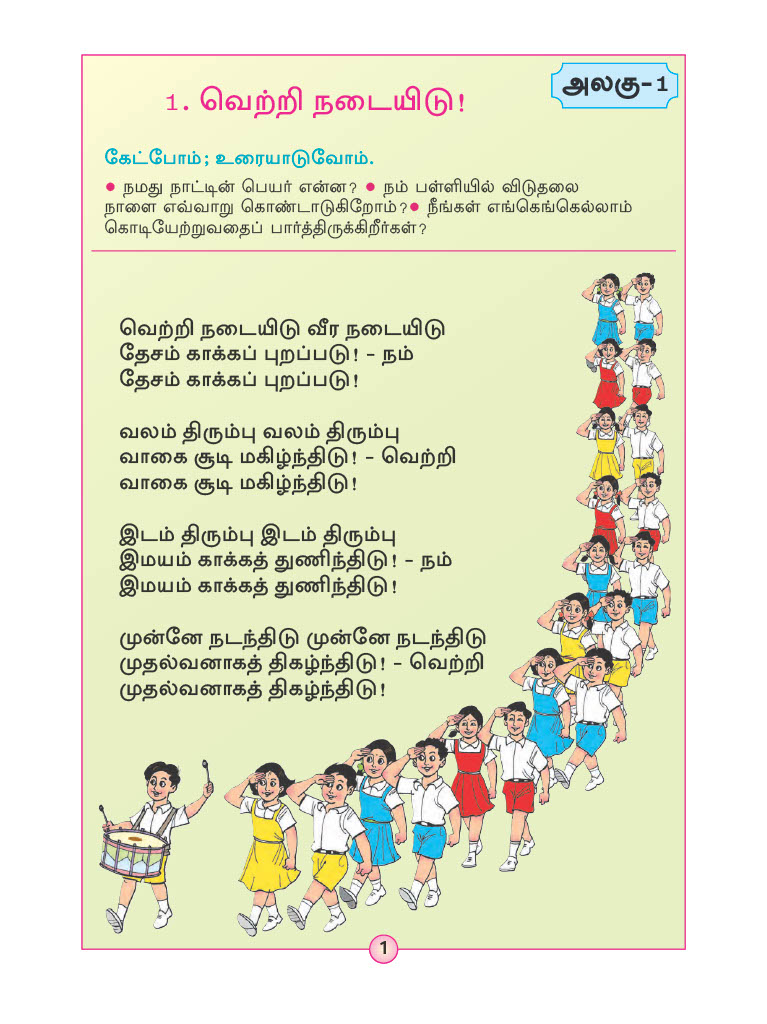 அலகு-1
1. வெற்றி நடையிடு!
கேட்போம்; உரையாடுவோம்.
● நமது நாட்டின் பெயர் என்ன? ● நம் பள்ளியில் விடுதலை
நாளை எவ்வாறு கொண்டாடுகிறோம்?● நீங்கள் எங்கெங்கெல்லாம்
கொடியேற்றுவதைப் பார்த்திருக்கிறீர்கள்?
வெற்றி நடையிடு வீர நடையிடு
தேசம் காக்கப் புறப்படு! – நம்
தேசம் காக்கப் புறப்படு!
வலம் திரும்பு வலம் திரும்பு
வாகை சூடி மகிழ்ந்திடு! – வெற்றி
வாகை சூடி மகிழ்ந்திடு!
இடம் திரும்பு இடம் திரும்பு
இமயம் காக்கத் துணிந்திடு! – நம்
இமயம் காக்கத் துணிந்திடு!
முன்னே நடந்திடு முன்னே நடந்திடு
முதல்வனாகத் திகழ்ந்திடு! – வெற்றி
முதல்வனாகத் திகழ்ந்திடு!
1